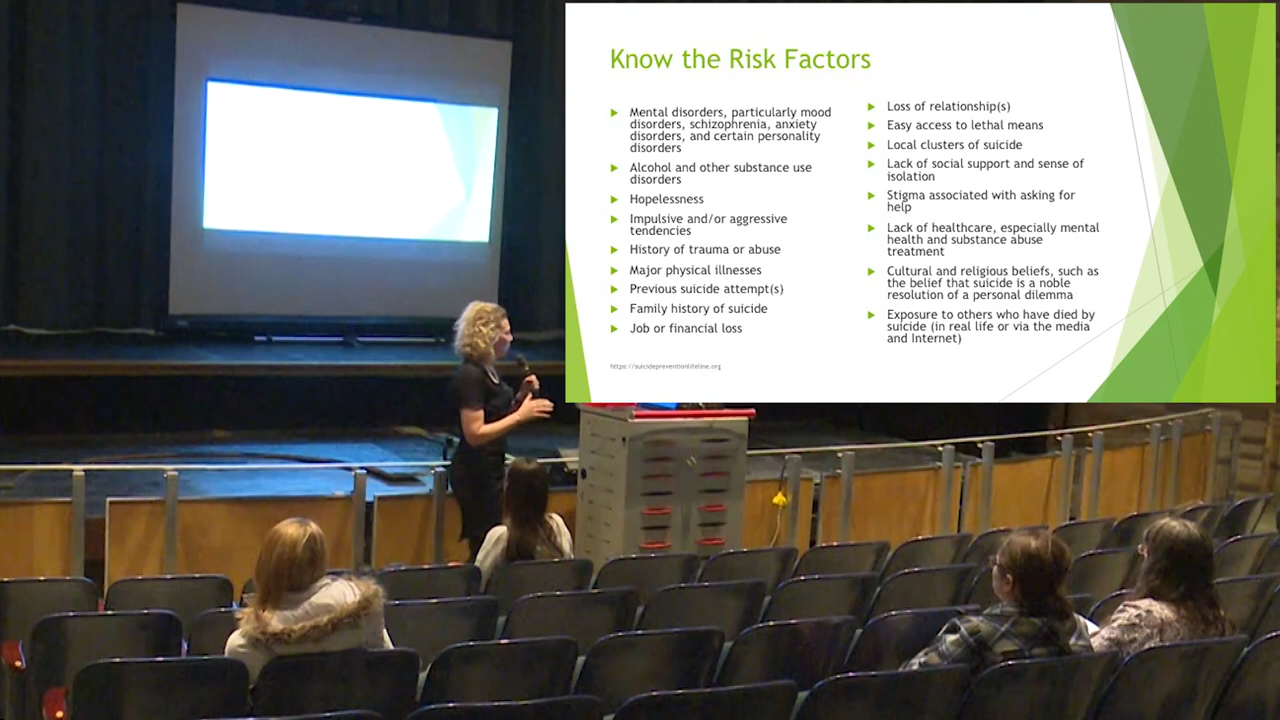 Know the Risk Factors
Mental disorders, particularly mood
disorders, schizophrenia, anxiety
disorders, and certain personality
disorders
Alcohol and other substance use
disorders
Hopelessness
Impulsive and/or aggressive
tendencies
History of trauma or abuse
Major physical illnesses
Previous suicide attempt(s)
Family history of suicide
Job or financial loss
Loss of relationship(s)
Easy access to lethal means
Local clusters of suicide
Lack of social support and sense of
isolation
Stigma associated with asking for
help
Lack of healthcare, especially mental
health and substance abuse
treatment
Cultural and religious beliefs, such as
the belief that suicide is a noble
resolution of a personal dilemma
Exposure to others who have died by
suicide (in real life or via the media
and Internet)
https://suicidepreventionlifeline.org